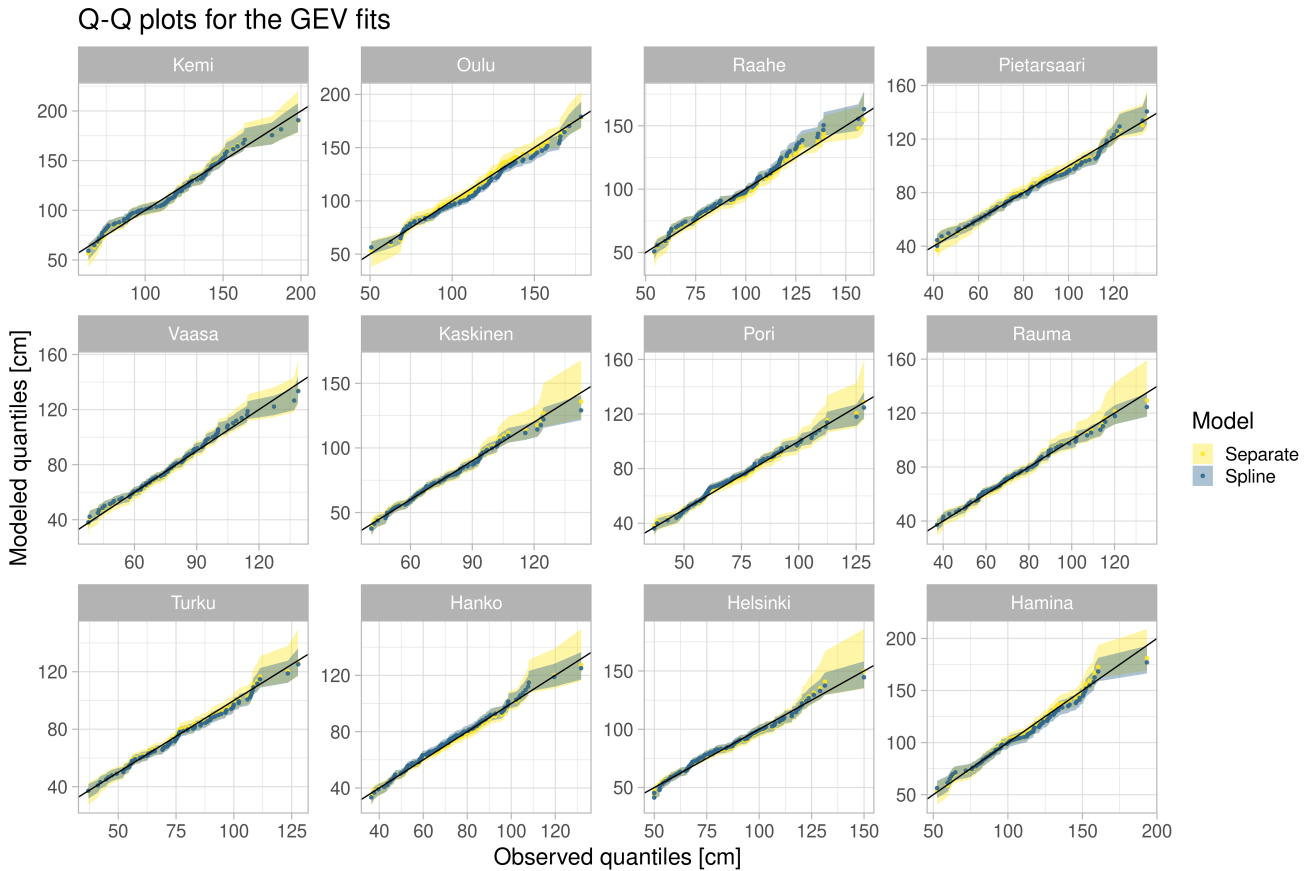 Q-Q plots for the GEV fits
Kemi Oulu Raahe Pietarsaari
200
150
100
50
100 150 200
200
150
100
50
50 100 150
150
100
50
50 75 100 125 150
160
120
80
40
40 60 80 100 120
Vaasa Kaskinen Pori Rauma
160
120
80
40
60 90 120
150
100
50
60 90 120
160
120
80
40
50 75 100 125
160
120
80
40
40 60 80 100 120
Turku Hanko Helsinki Hamina
120
80
40
50 75 100 125
120
80
40
40 60 80 100 120
150
100
50
50 75 100 125 150
200
150
100
50
50 100 150 200
Modeled quantiles [cm]
Observed quantiles [cm]
Model
Separate
Spline